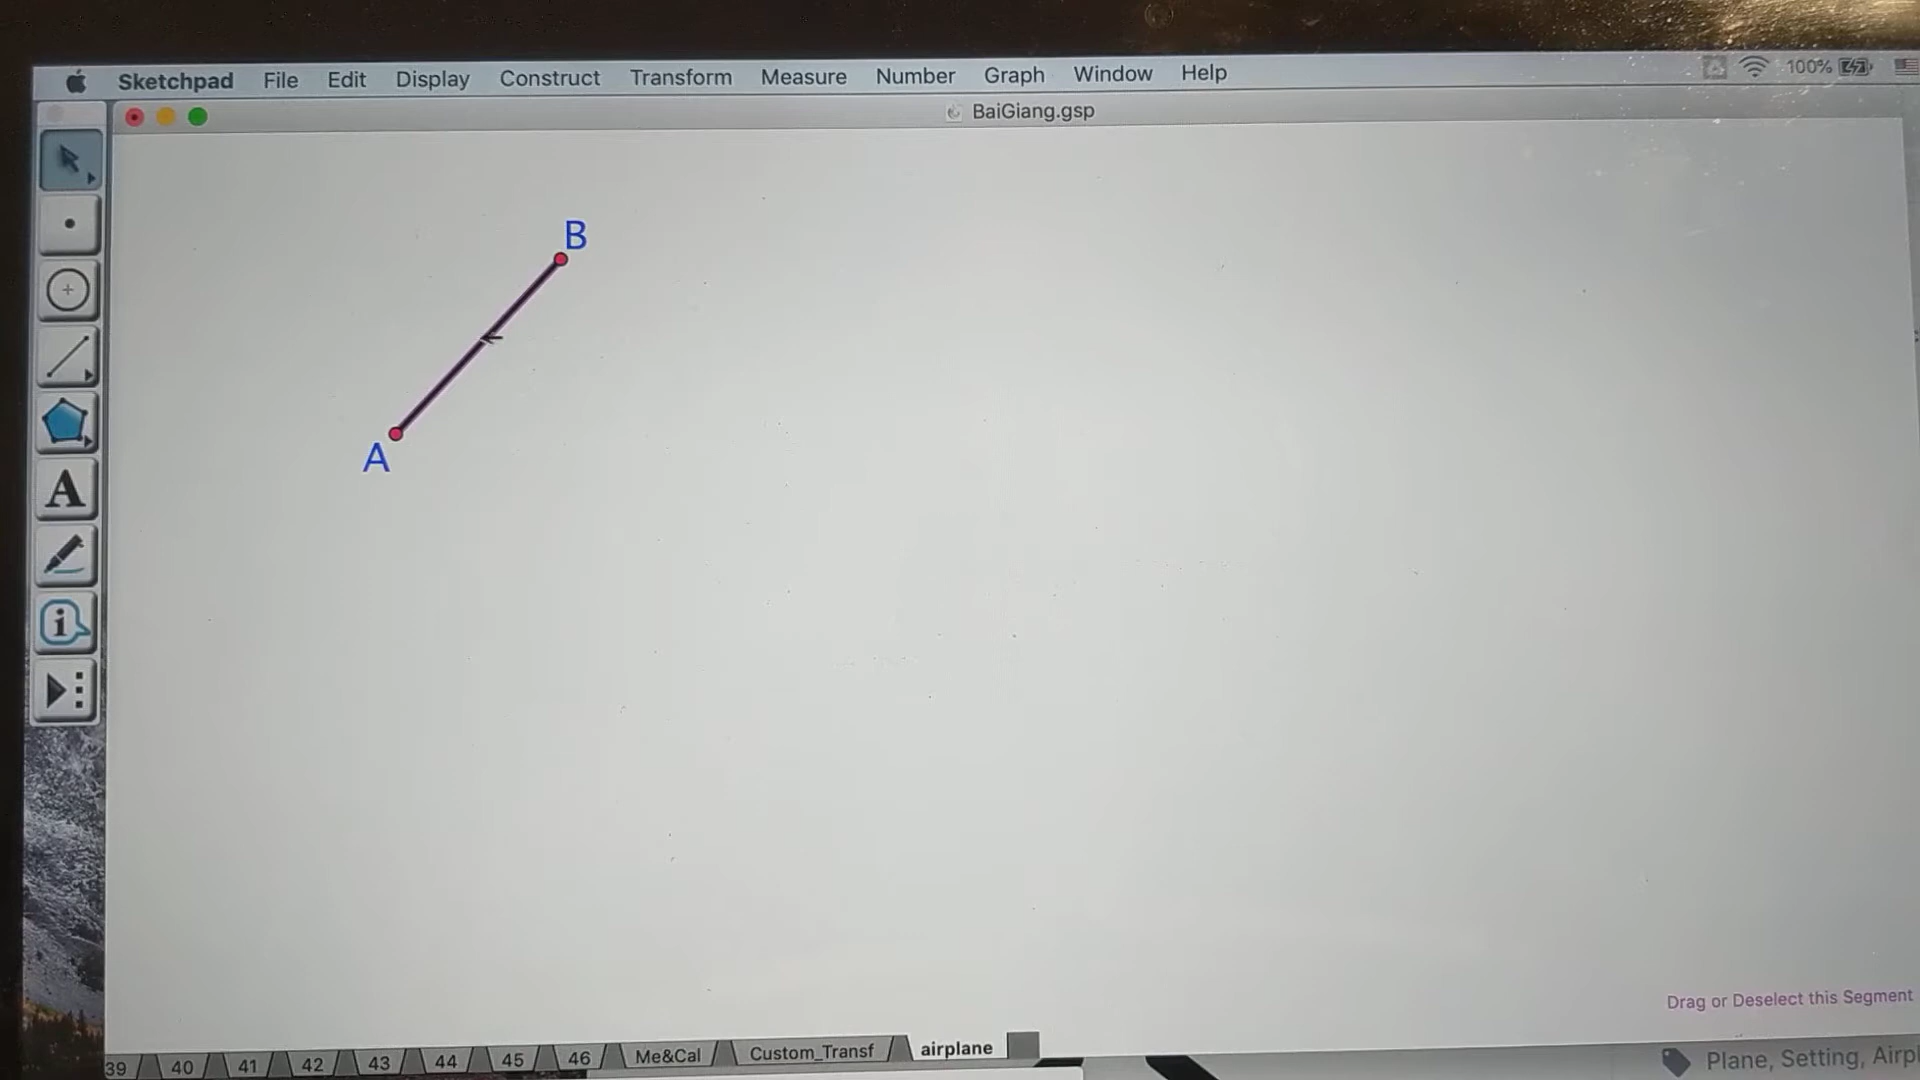 Sketchpad File Edit Display Construct Transform Measure Number Graph Window Help 100%
BaiGiang.gsp
B
A
A
i
Drag or Deselect this Segment
39 40 41 42 43 44 45 46 Me&Cal Custom_Transf airplane
Plane, Setting, Airpl